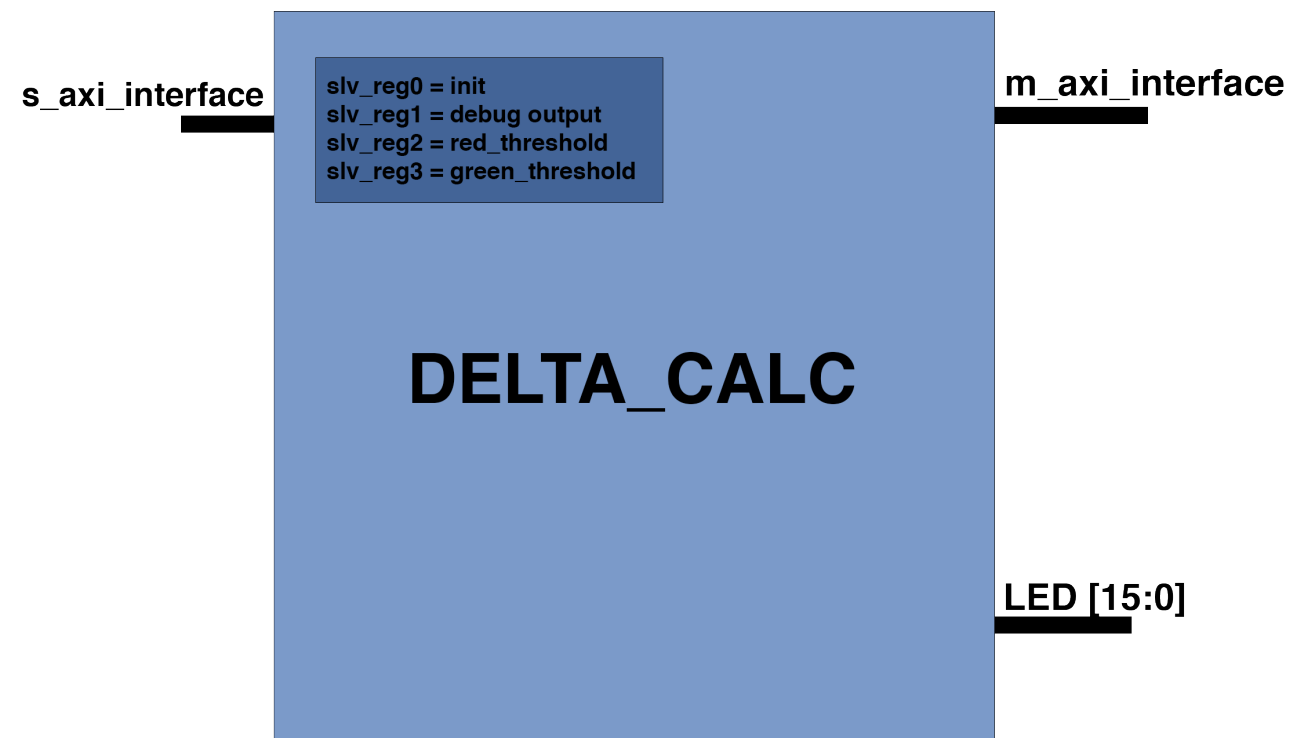 s_axi_interface
slv_reg0 = init
slv_reg1 = debug output
slv_reg2 = red_threshold
slv_reg3 = green_threshold
m_axi_interface
DELTA_CALC
LED [15:0]